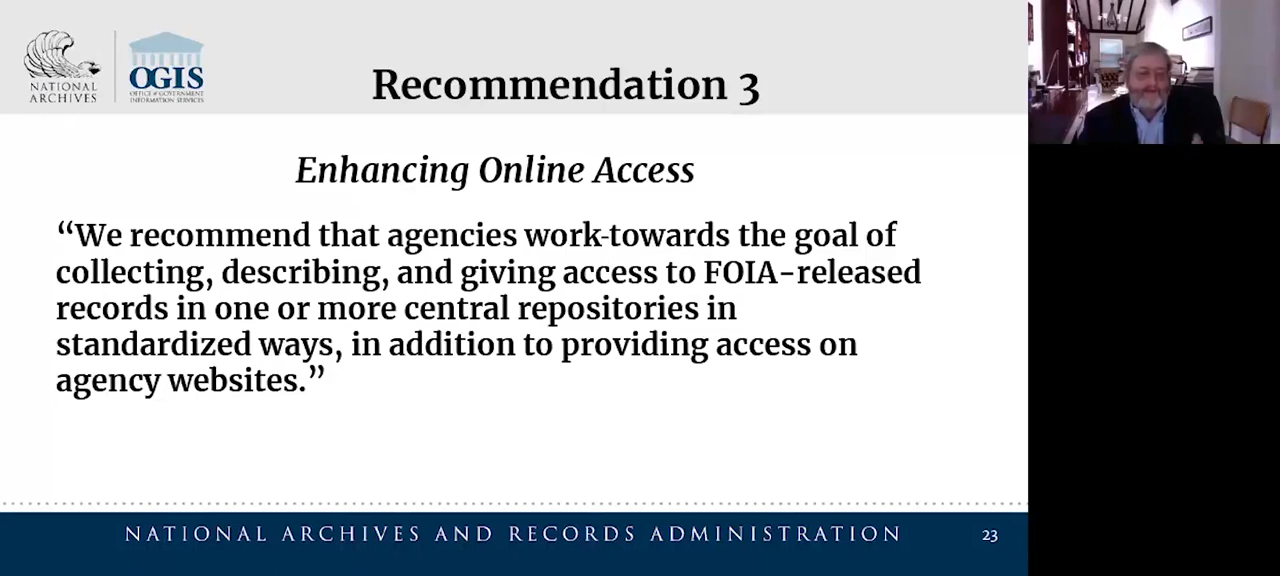 NATIONAL
ARCHIVES
OGIS
OFFICE of GOVERNMENT
INFORMATION SERVICES
Recommendation 3
Enhancing Online Access
“We recommend that agencies work-towards the goal of
collecting, describing, and giving access to FOIA-released
records in one or more central repositories in
standardized ways, in addition to providing access on
agency websites.”
NATIONAL ARCHIVES AND RECORDS ADMINISTRATION
23